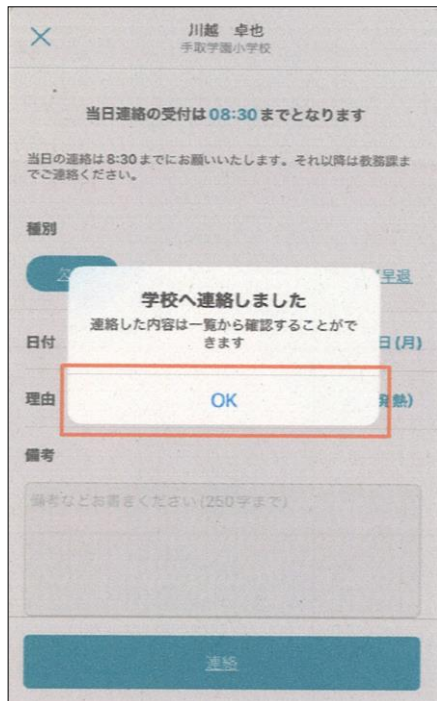 川越 卓也
手取学園小学校
当日連絡の受付は08:30までとなります
当日の連絡は8:30までにお願いいたします。それ以降は教務課ま
でご連絡ください。
種別
欠
早退
学校へ連絡しました
連絡した内容は一覧から確認することがで
きます
日付
日(月)
理由
OK
発熱)
備考
備考などお書きください(250字まで)
連絡